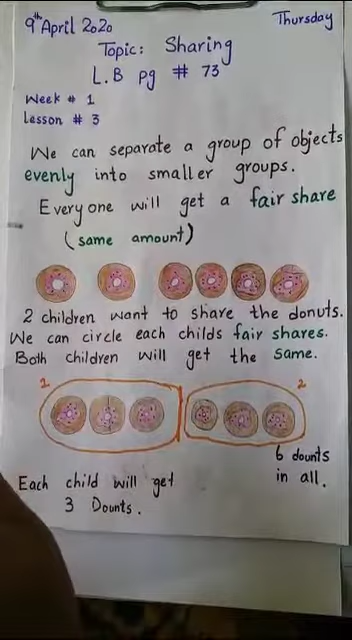 9th April 2020
Thursday
Topic: Sharing
L.B pg # 73
Week # 1
Lesson # 3
We can separate a group of objects
evenly into smaller groups.
Everyone will get a fair share
(same amount)
2 children want to share the donuts.
We can circle each childs fair shares.
Both children will get the same.
1
2
6 dounts
in all.
Each child will get
3 Dounts.